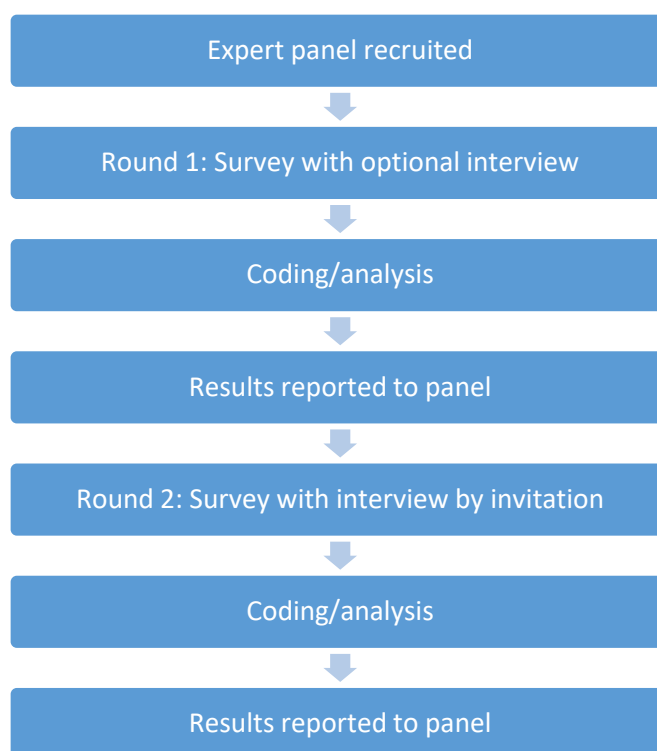 Expert panel recruited
Round 1: Survey with optional interview
Coding/analysis
Results reported to panel
Round 2: Survey with interview by invitation
Coding/analysis
Results reported to panel